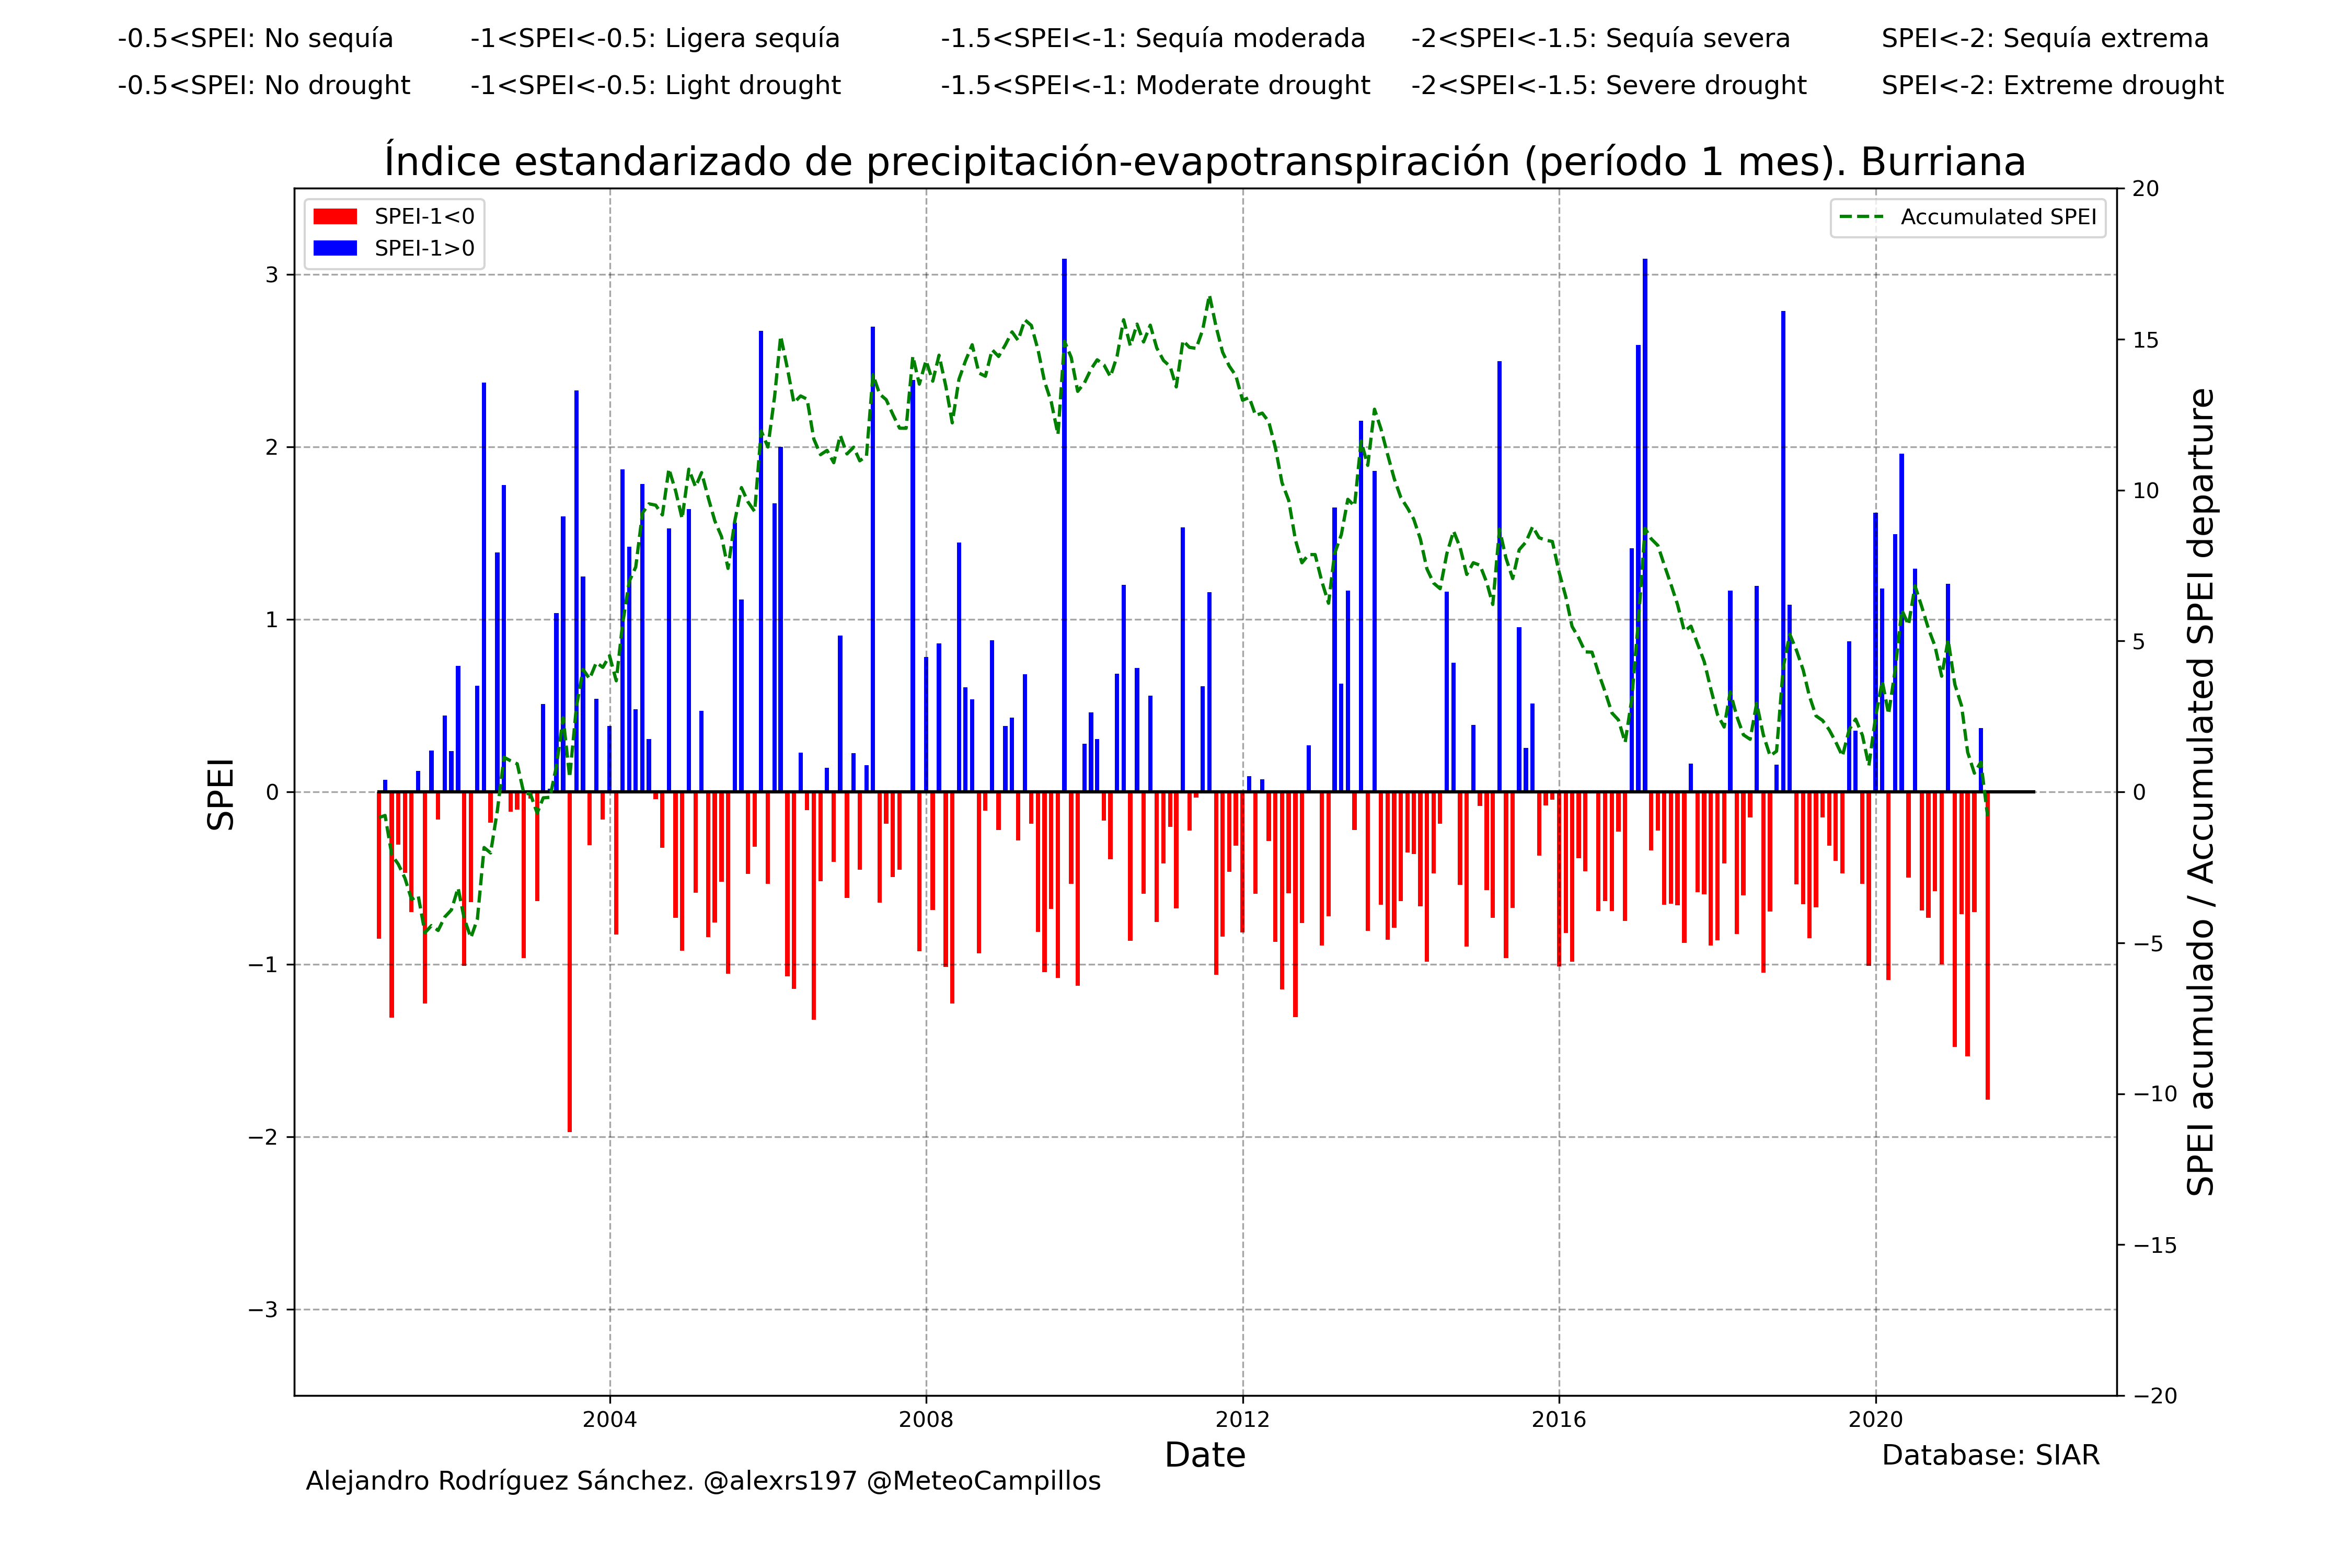 -0.5<SPEI: No sequía -1<SPEI<-0.5: Ligera sequía -1.5<SPEI<-1: Sequía moderada -2<SPEI<-1.5: Sequía severa SPEI<-2: Sequía extrema
-0.5<SPEI: No drought -1<SPEI<-0.5: Light drought -1.5<SPEI<-1: Moderate drought -2<SPEI<-1.5: Severe drought SPEI<-2: Extreme drought
Índice estandarizado de precipitación-evapotranspiración (período 1 mes). Burriana
SPEI-1<0
SPEI-1>0
Accumulated SPEI
SPEI
3
2
1
0
−1
−2
−3
20
15
10
5
0
−5
−10
−15
−20
SPEI acumulado / Accumulated SPEI departure
2004 2008 2012 2016 2020
Date
Database: SIAR
Alejandro Rodríguez Sánchez. @alexrs197 @MeteoCampillos